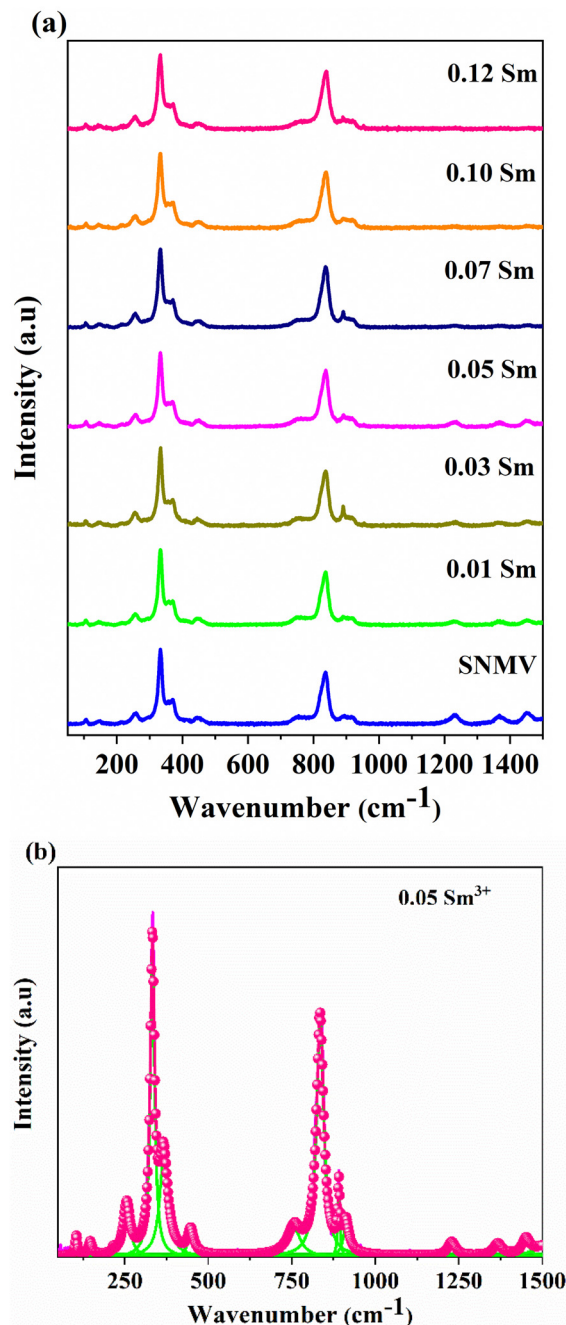 (a)
0.12 Sm
0.10 Sm
0.07 Sm
0.05 Sm
0.03 Sm
0.01 Sm
SNMV
Intensity (a.u)
200 400 600 800 1000 1200 1400
Wavenumber (cm-1)
(b)
0.05 Sm3+
Intensity (a.u)
250 500 750 1000 1250 1500
Wavenumber (cm-1)